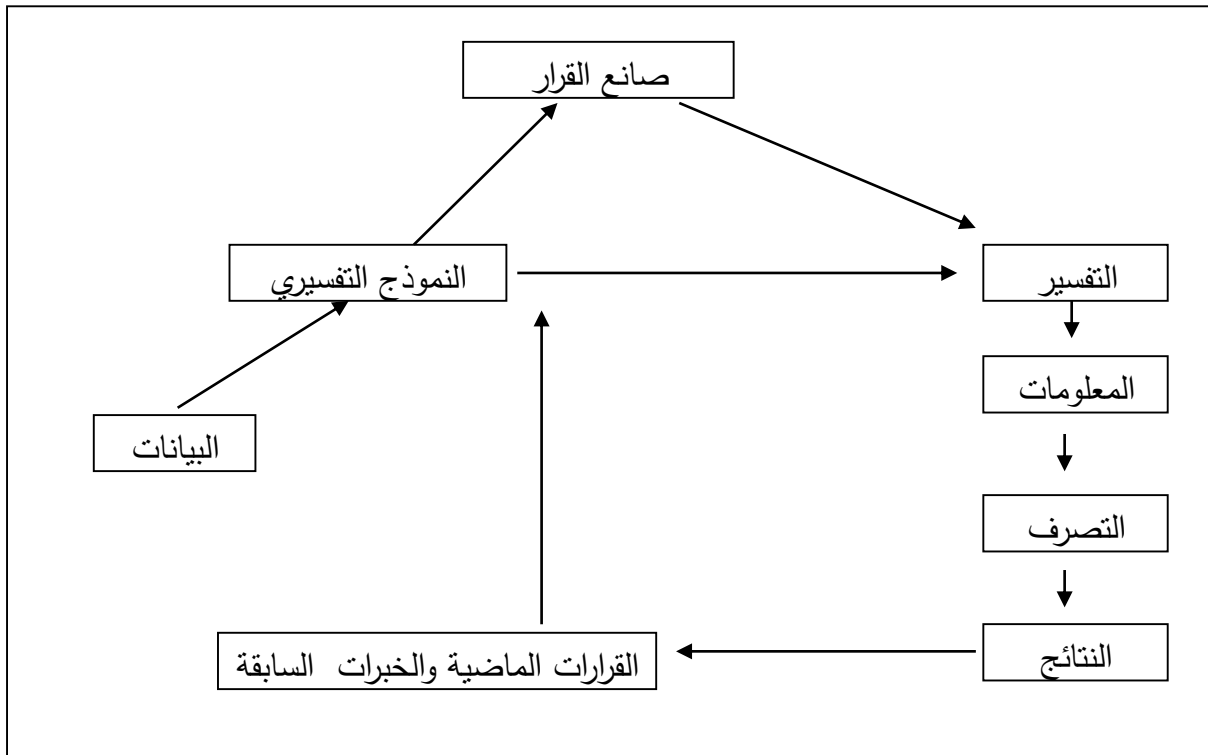 صانع القرار
النموذج التفسيري
التفسير
المعلومات
البيانات
التصرف
النتائج
القرارات الماضية والخبرات السابقة